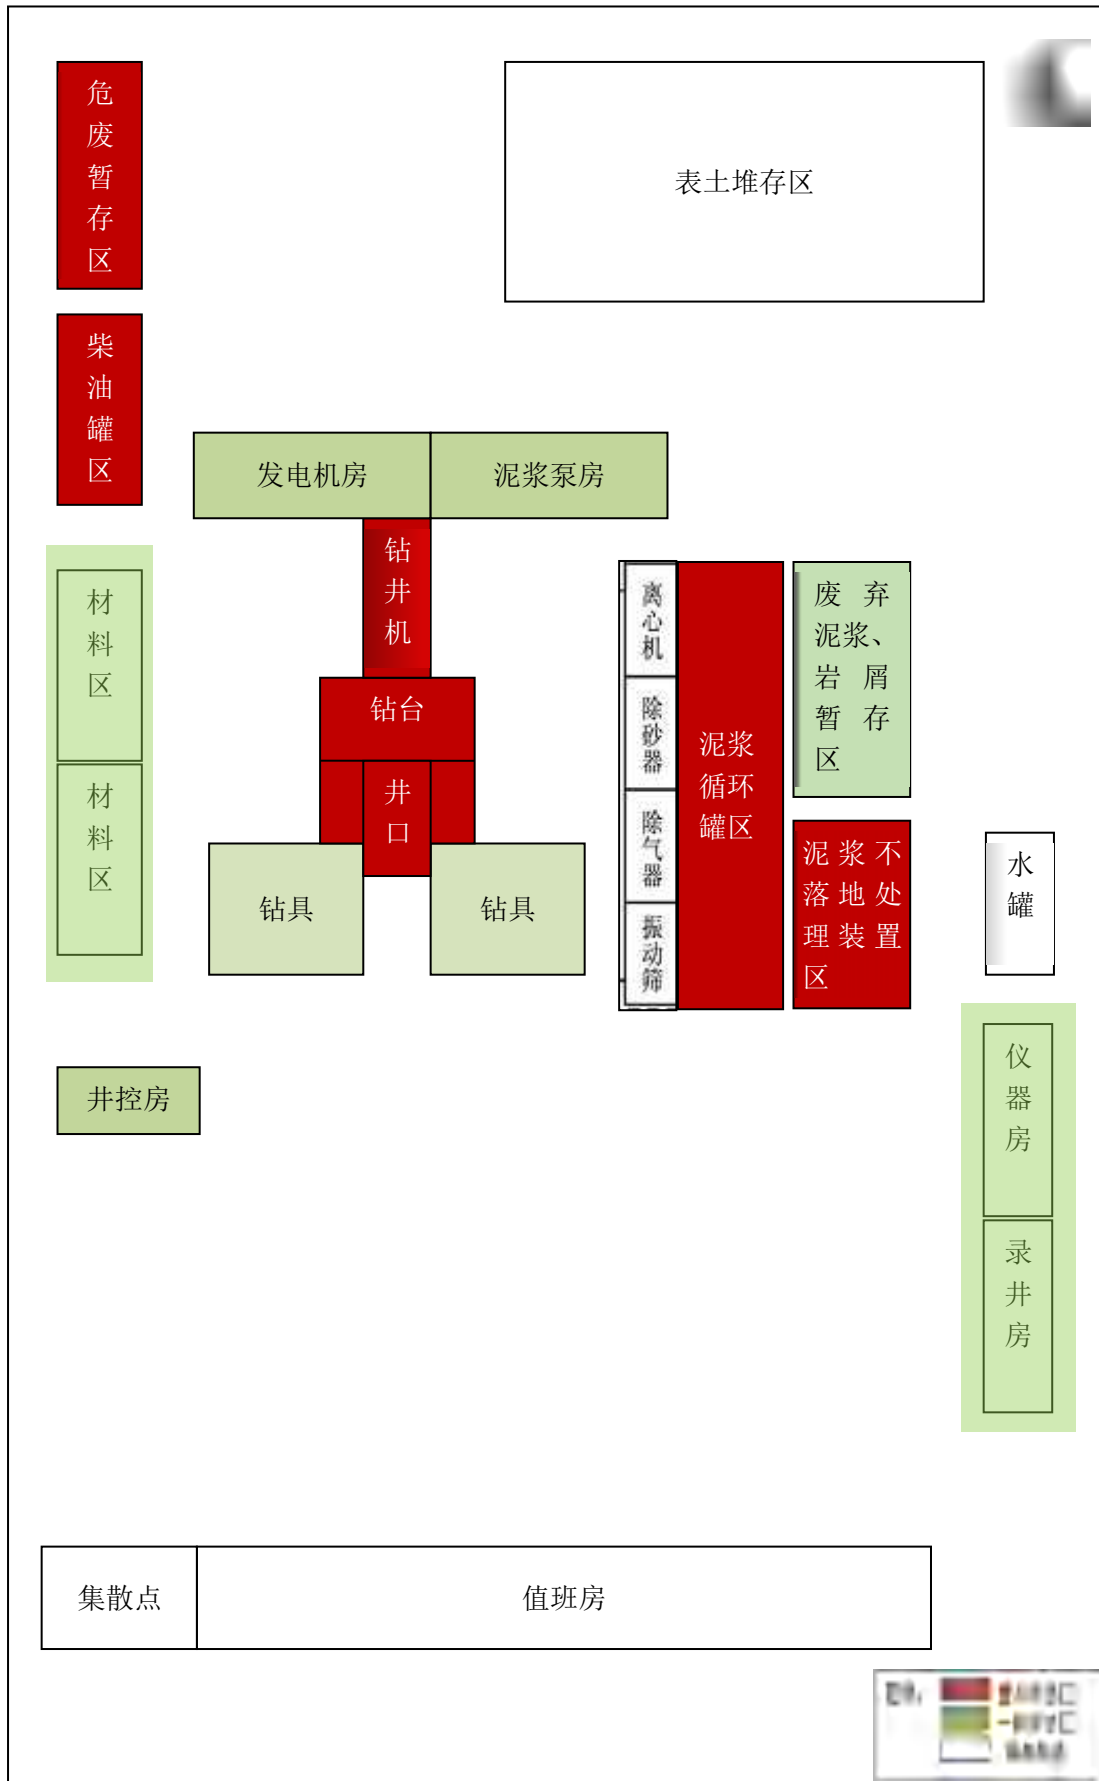 危废暂存区
表土堆存区
柴油罐区
发电机房
泥浆泵房
钻井机
材料区
离心机
废弃
泥浆、
岩屑
暂存
区
钻台
除砂器
泥浆
循环
罐区
井口
材料区
除气器
泥浆不
落地处
理装置
区
水罐
钻具
钻具
振动筛
仪器房
井控房
录井房
集散点
值班房